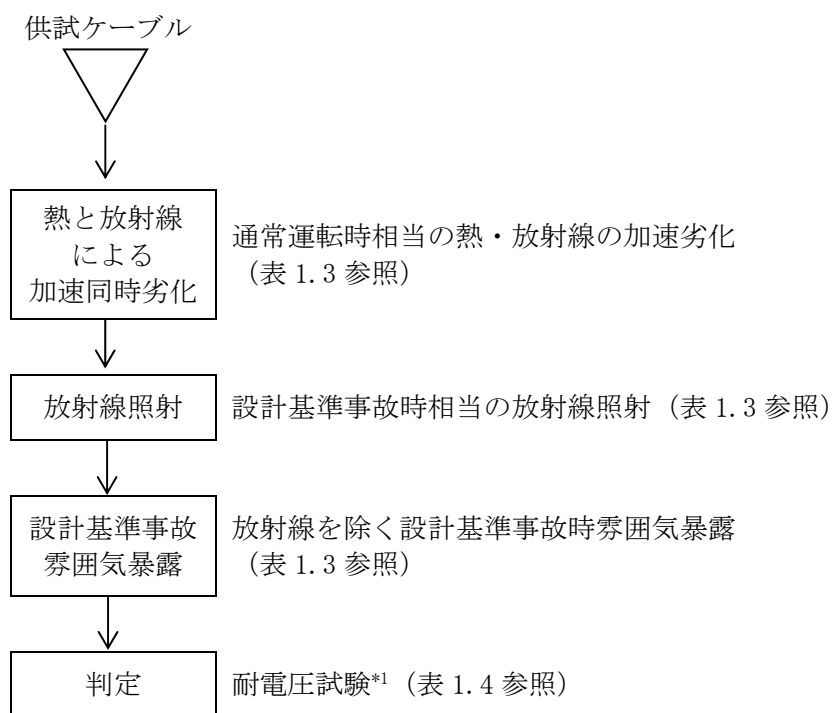 供試ケーブル
熱と放射線
による
加速同時劣化
通常運転時相当の熱・放射線の加速劣化
（表 1.3 参照）
放射線照射
設計基準事故時相当の放射線照射（表 1.3 参照）
設計基準事故
雰囲気暴露
放射線を除く設計基準事故時雰囲気暴露
（表 1.3 参照）
判定
耐電圧試験*1（表 1.4 参照）